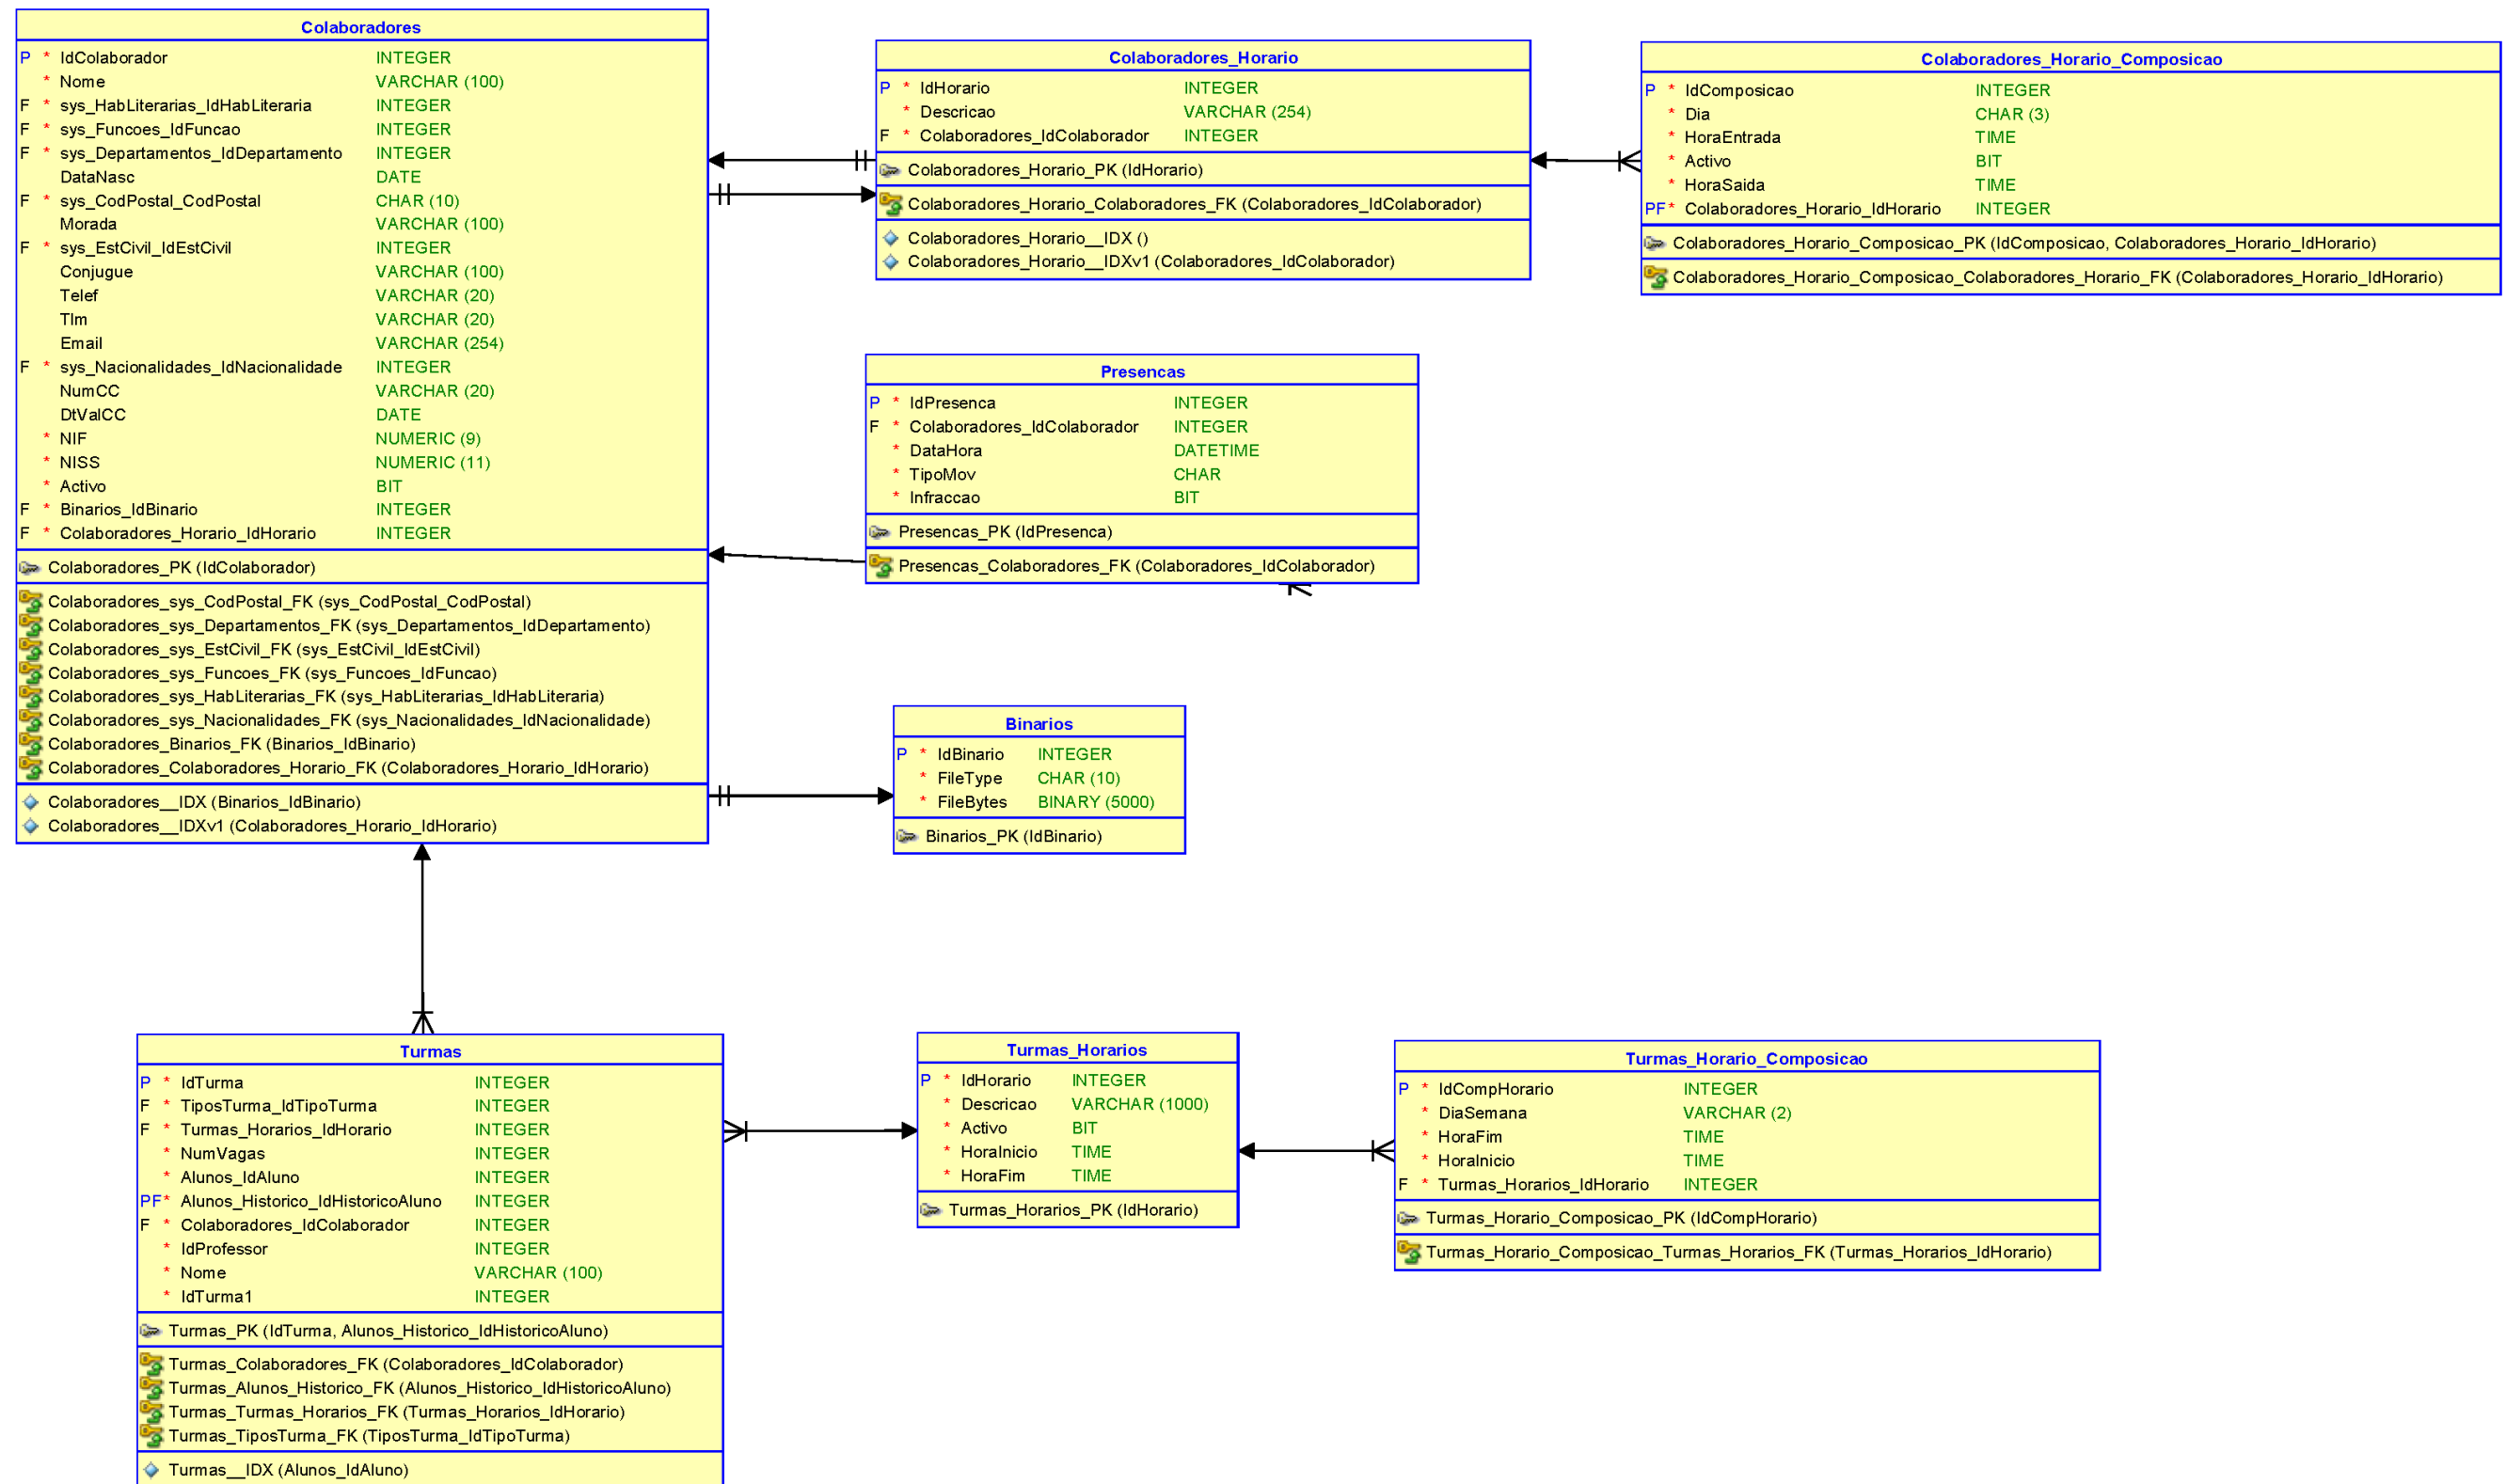 Colaboradores
P * IdColaborador INTEGER
* Nome VARCHAR (100)
F * sys_HabLiterarias_IdHabLiteraria INTEGER
F * sys_Funcoes_IdFuncao INTEGER
F * sys_Departamentos_IdDepartamento INTEGER
DataNasc DATE
F * sys_CodPostal_CodPostal CHAR (10)
Morada VARCHAR (100)
F * sys_EstCivil_IdEstCivil INTEGER
Conjugue VARCHAR (100)
Telef VARCHAR (20)
Tlm VARCHAR (20)
Email VARCHAR (254)
F * sys_Nacionalidades_IdNacionalidade INTEGER
NumCC VARCHAR (20)
DtValCC DATE
* NIF NUMERIC (9)
* NISS NUMERIC (11)
* Activo BIT
F * Binarios_IdBinario INTEGER
F * Colaboradores_Horario_IdHorario INTEGER
Colaboradores_PK (IdColaborador)
Colaboradores_sys_CodPostal_FK (sys_CodPostal_CodPostal)
Colaboradores_sys_Departamentos_FK (sys_Departamentos_IdDepartamento)
Colaboradores_sys_EstCivil_FK (sys_EstCivil_IdEstCivil)
Colaboradores_sys_Funcoes_FK (sys_Funcoes_IdFuncao)
Colaboradores_sys_HabLiterarias_FK (sys_HabLiterarias_IdHabLiteraria)
Colaboradores_sys_Nacionalidades_FK (sys_Nacionalidades_IdNacionalidade)
Colaboradores_Binarios_FK (Binarios_IdBinario)
Colaboradores_Colaboradores_Horario_FK (Colaboradores_Horario_IdHorario)
Colaboradores__IDX (Binarios_IdBinario)
Colaboradores__IDXv1 (Colaboradores_Horario_IdHorario)
Colaboradores_Horario
P * IdHorario INTEGER
* Descricao VARCHAR (254)
F * Colaboradores_IdColaborador INTEGER
Colaboradores_Horario_PK (IdHorario)
Colaboradores_Horario_Colaboradores_FK (Colaboradores_IdColaborador)
Colaboradores_Horario__IDX ()
Colaboradores_Horario__IDXv1 (Colaboradores_IdColaborador)
Colaboradores_Horario_Composicao
P * IdComposicao INTEGER
* Dia CHAR (3)
* HoraEntrada TIME
* Activo BIT
* HoraSaida TIME
PF* Colaboradores_Horario_IdHorario INTEGER
Colaboradores_Horario_Composicao_PK (IdComposicao, Colaboradores_Horario_IdHorario)
Colaboradores_Horario_Composicao_Colaboradores_Horario_FK (Colaboradores_Horario_IdHorario)
Presencas
P * IdPresenca INTEGER
F * Colaboradores_IdColaborador INTEGER
* DataHora DATETIME
* TipoMov CHAR
* Infraccao BIT
Presencas_PK (IdPresenca)
Presencas_Colaboradores_FK (Colaboradores_IdColaborador)
Binarios
P * IdBinario INTEGER
* FileType CHAR (10)
* FileBytes BINARY (5000)
Binarios_PK (IdBinario)
Turmas
P * IdTurma INTEGER
F * TiposTurma_IdTipoTurma INTEGER
F * Turmas_Horarios_IdHorario INTEGER
* NumVagas INTEGER
* Alunos_IdAluno INTEGER
PF* Alunos_Historico_IdHistoricoAluno INTEGER
F * Colaboradores_IdColaborador INTEGER
* IdProfessor INTEGER
* Nome VARCHAR (100)
* IdTurma1 INTEGER
Turmas_PK (IdTurma, Alunos_Historico_IdHistoricoAluno)
Turmas_Colaboradores_FK (Colaboradores_IdColaborador)
Turmas_Alunos_Historico_FK (Alunos_Historico_IdHistoricoAluno)
Turmas_Turmas_Horarios_FK (Turmas_Horarios_IdHorario)
Turmas_TiposTurma_FK (TiposTurma_IdTipoTurma)
Turmas__IDX (Alunos_IdAluno)
Turmas_Horarios
P * IdHorario INTEGER
* Descricao VARCHAR (1000)
* Activo BIT
* HoraInicio TIME
* HoraFim TIME
Turmas_Horarios_PK (IdHorario)
Turmas_Horario_Composicao
P * IdCompHorario INTEGER
* DiaSemana VARCHAR (2)
* HoraFim TIME
* HoraInicio TIME
F * Turmas_Horarios_IdHorario INTEGER
Turmas_Horario_Composicao_PK (IdCompHorario)
Turmas_Horario_Composicao_Turmas_Horarios_FK (Turmas_Horarios_IdHorario)